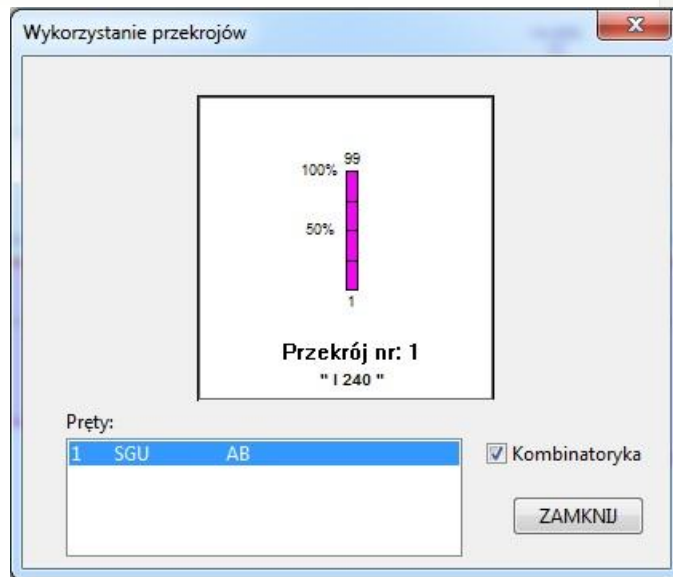 Wykorzystanie przekrojów
99
100%
50%
1
Przekrój nr: 1
" I 240 "
Pręty:
1 SGU AB
Kombinatoryka
ZAMKNIJ